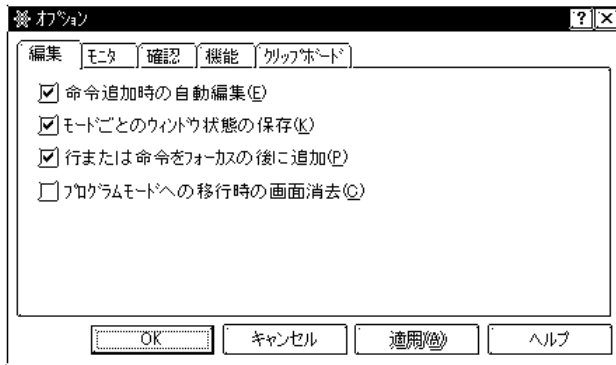 ｵﾌﾟｼｮﾝ
編集 ﾓﾆﾀ 確認 機能 ｸﾘｯﾌﾟﾎﾞｰﾄﾞ
命令追加時の自動編集(E)
ﾓｰﾄﾞごとのｳｨﾝﾄﾞｳ状態の保存(K)
行または命令をﾌｫｰｶｽの後に追加(P)
ﾌﾟﾛｸﾞﾗﾑﾓｰﾄﾞへの移行時の画面消去(C)
OK キャンセル 適用(A) ヘルプ